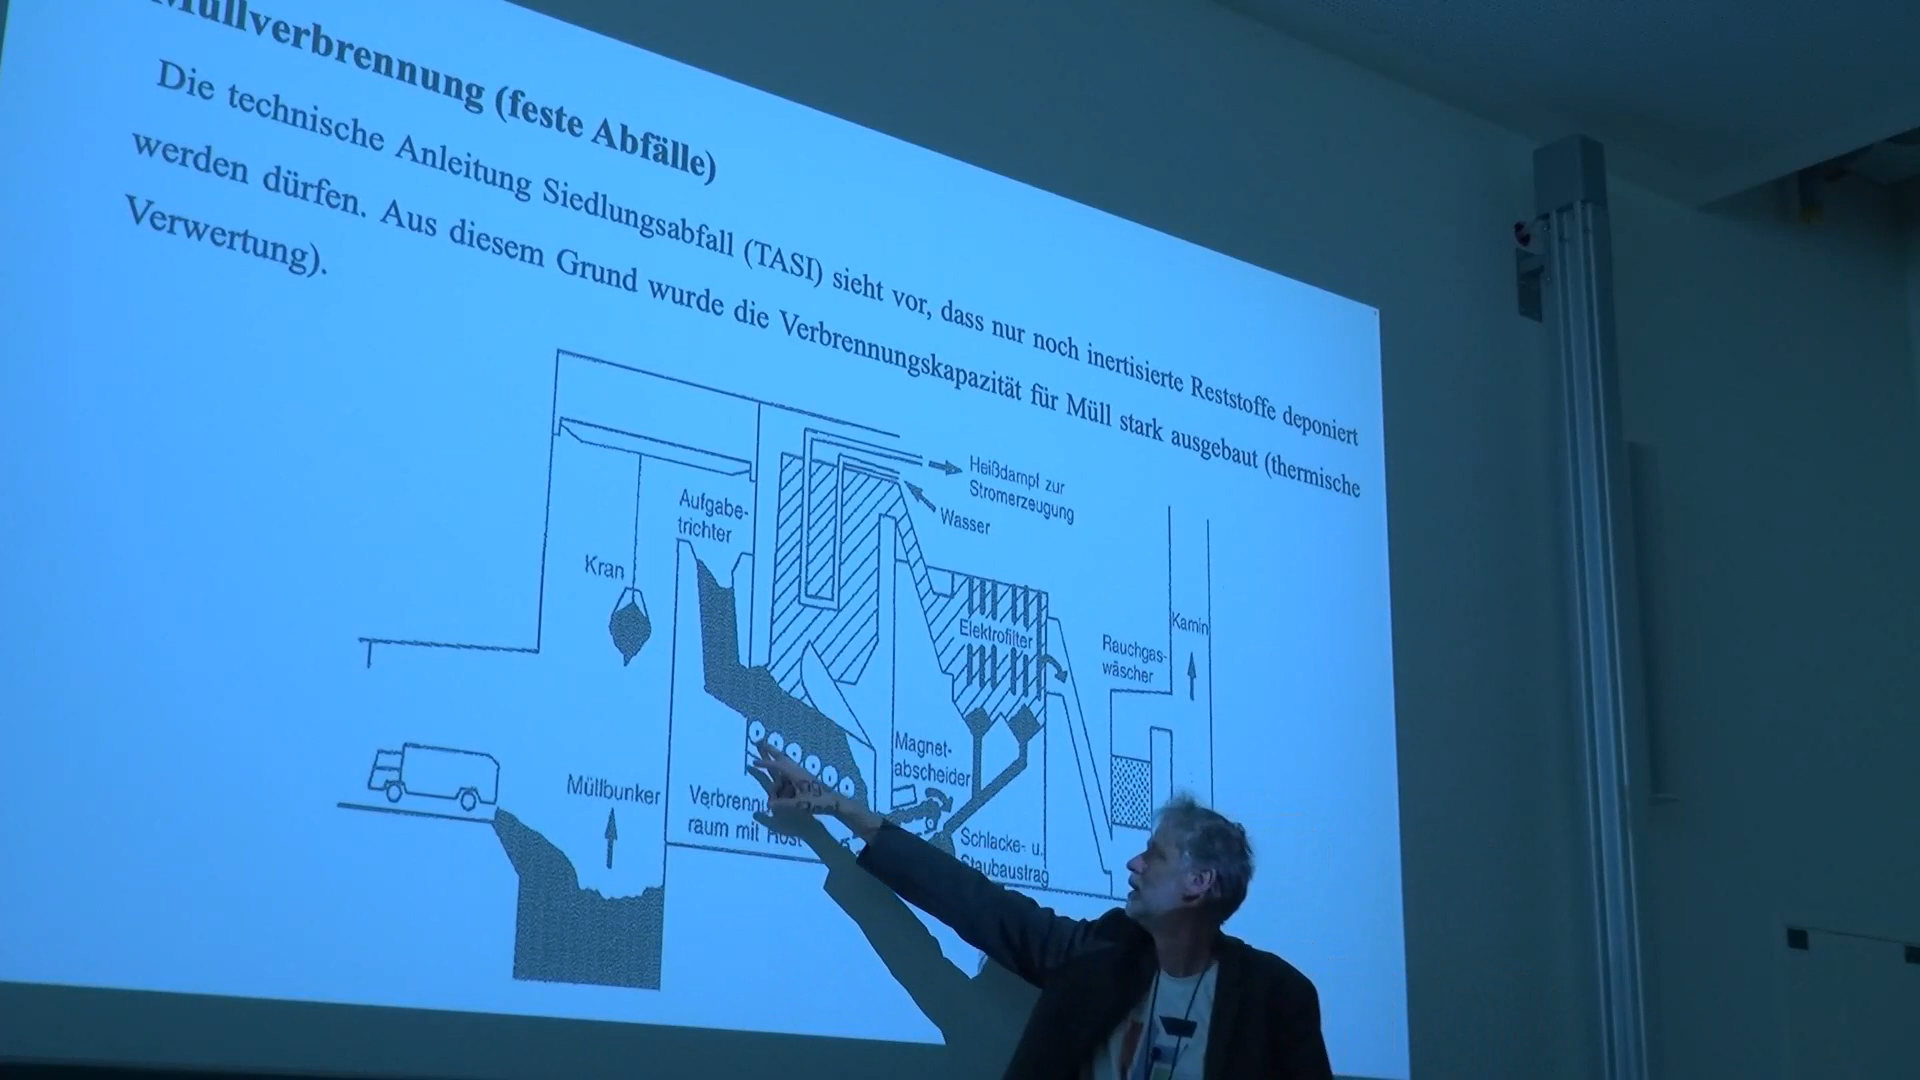 Müllverbrennung (feste Abfälle)
Die technische Anleitung Siedlungsabfall (TASI) sieht vor, dass nur noch inertisierte Reststoffe deponiert
werden dürfen. Aus diesem Grund wurde die Verbrennungskapazität für Müll stark ausgebaut (thermische
Verwertung).
Heißdampf zur
Stromerzeugung
Wasser
Aufgabe-
trichter
Kran
Elektrofilter
Kamin
Rauchgas-
wäscher
Magnet-
abscheider
Müllbunker
Verbrennung
raum mit Rost
Schlacke- u.
Staubaustrag